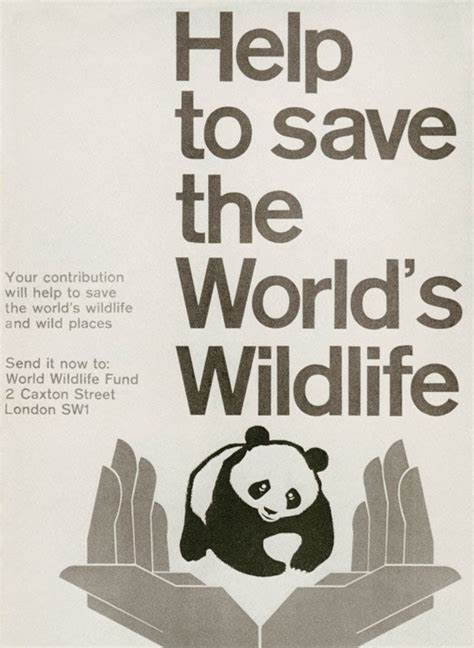 Help
to save
the
World's
Wildlife
Your contribution
will help to save
the world's wildlife
and wild places
Send it now to:
World Wildlife Fund
2 Caxton Street
London SW1